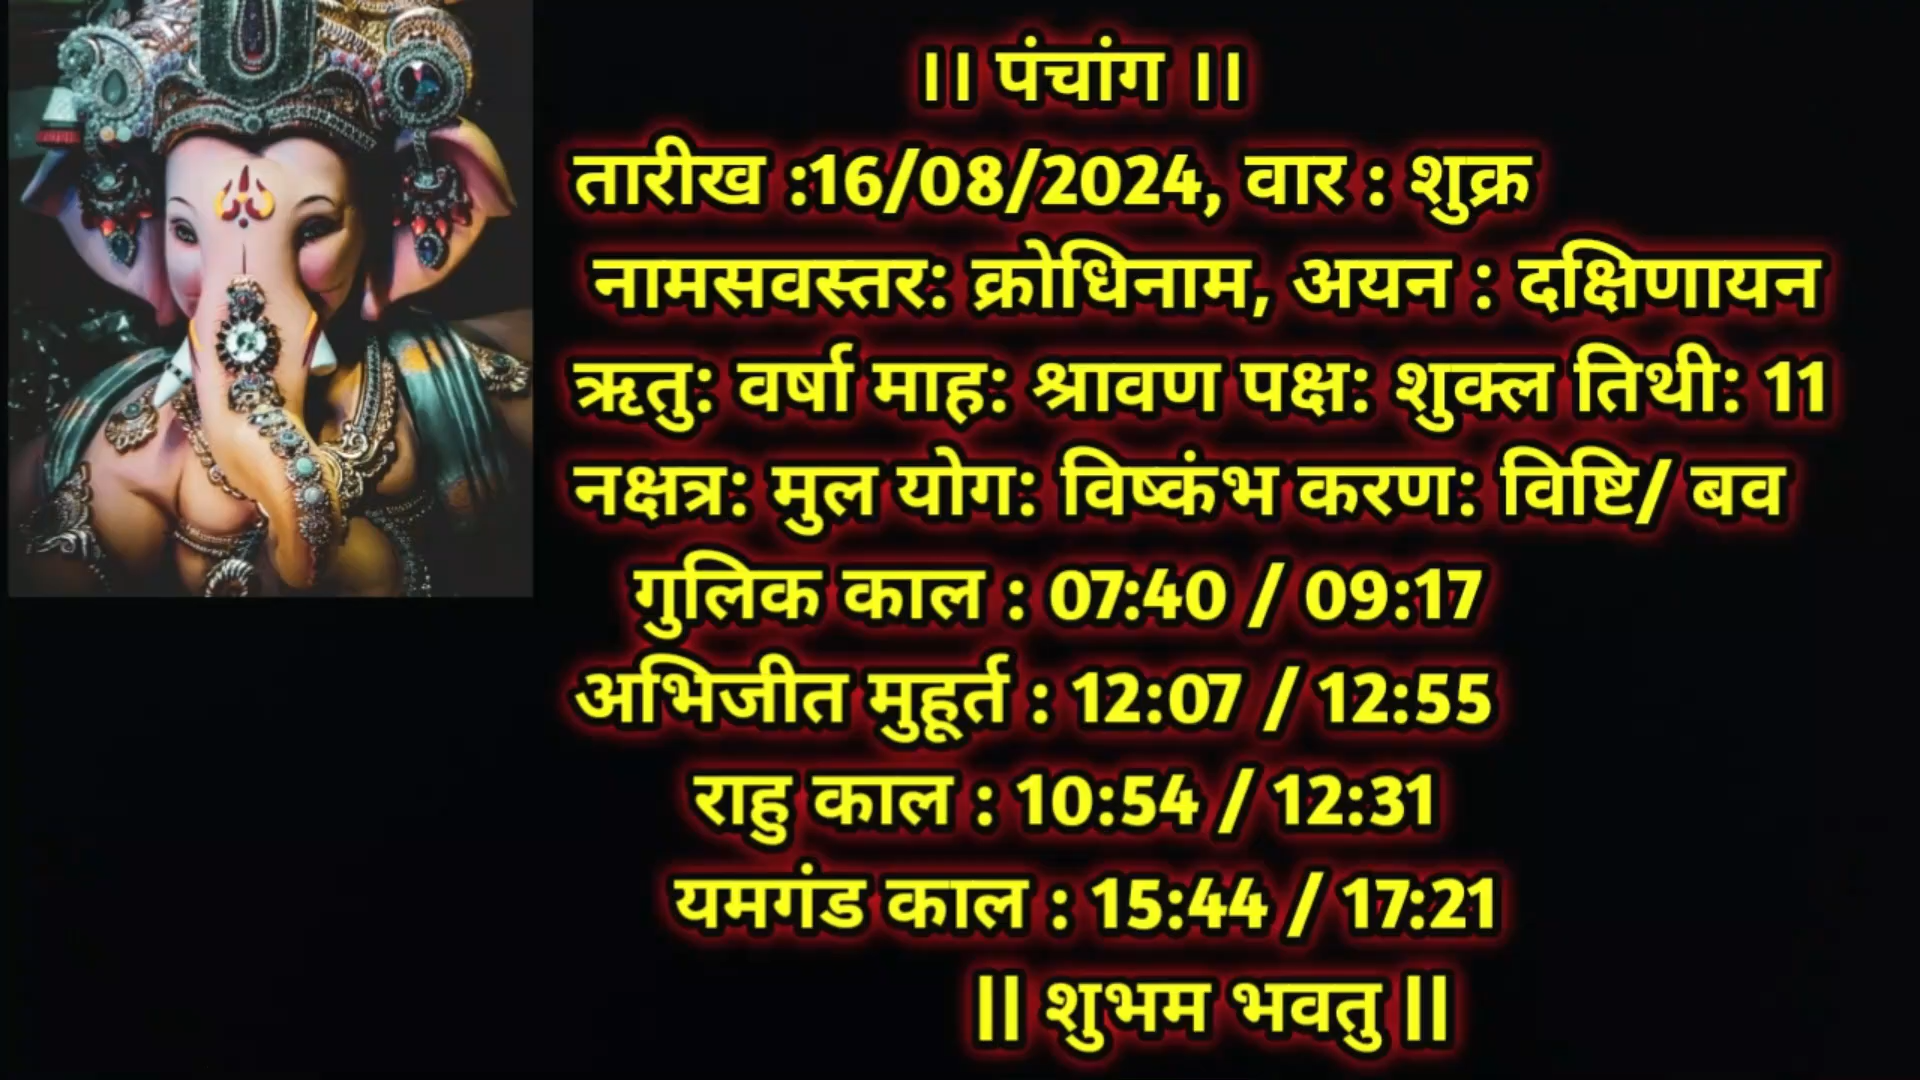 ।। पंचांग ।।
तारीख :16/08/2024, वार : शुक्र
नामसवस्तर: क्रोधिनाम, अयन : दक्षिणायन
ऋतु: वर्षा माह: श्रावण पक्ष: शुक्ल तिथी: 11
नक्षत्र: मुल योग: विष्कंभ करण: विष्टि/ बव
गुलिक काल : 07:40 / 09:17
अभिजीत मुहूर्त : 12:07 / 12:55
राहु काल : 10:54 / 12:31
यमगंड काल : 15:44 / 17:21
|| शुभम भवतु ||